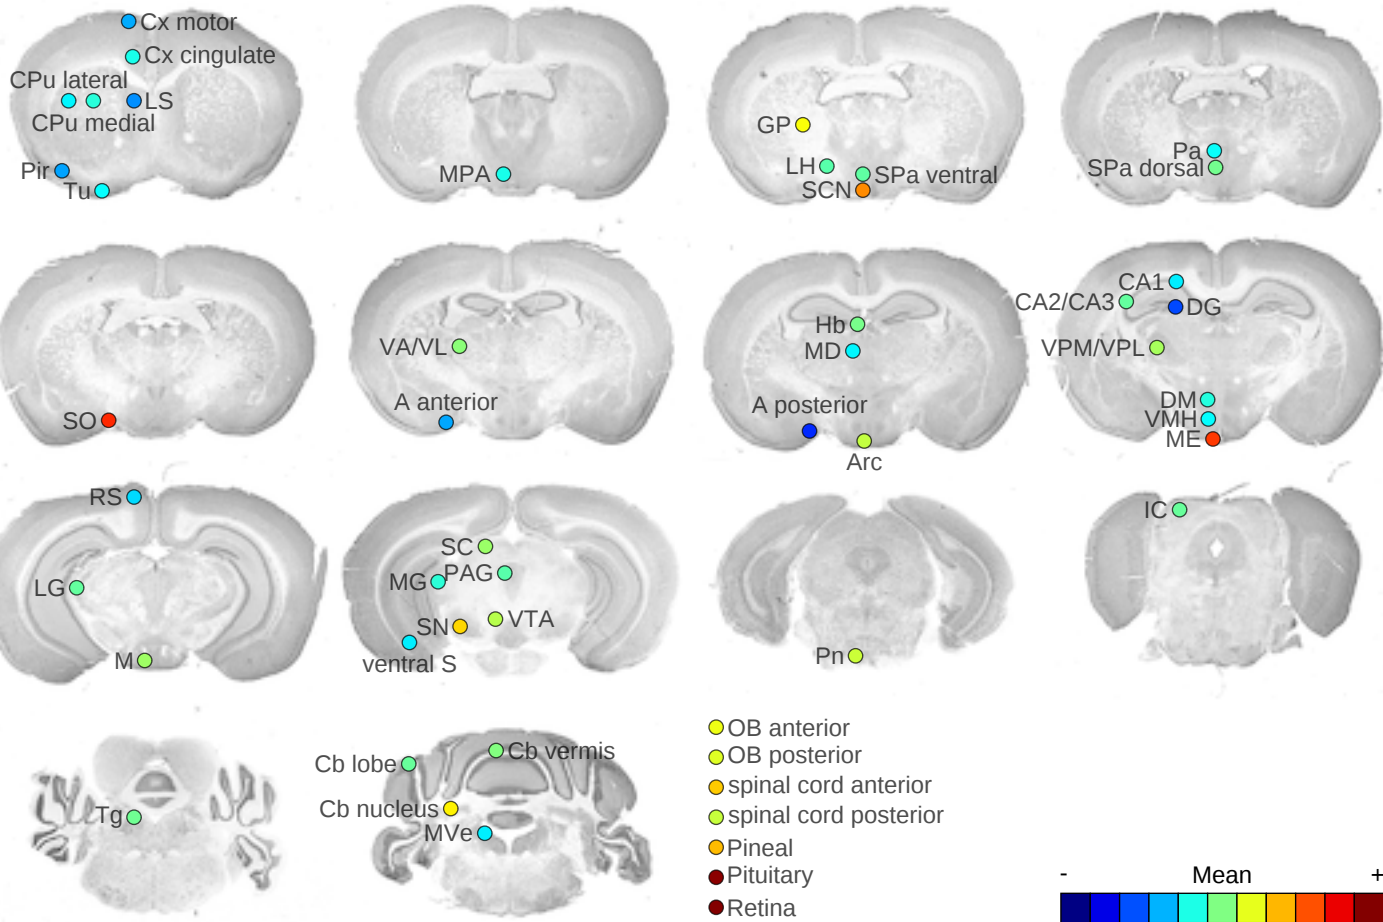 Cx motor
Cx cingulate
CPu lateral
LS
CPu medial
Pir
Tu
MPA
GP
LH
SPa ventral
SCN
Pa
SPa dorsal
SO
VA/VL
A anterior
Hb
MD
A posterior
Arc
CA1
CA2/CA3
DG
VPM/VPL
DM
VMH
ME
RS
LG
M
SC
MG
PAG
SN
VTA
ventral S
Pn
IC
Tg
Cb lobe
Cb vermis
Cb nucleus
MVe
OB anterior
OB posterior
spinal cord anterior
spinal cord posterior
Pineal
Pituitary
Retina
- Mean +